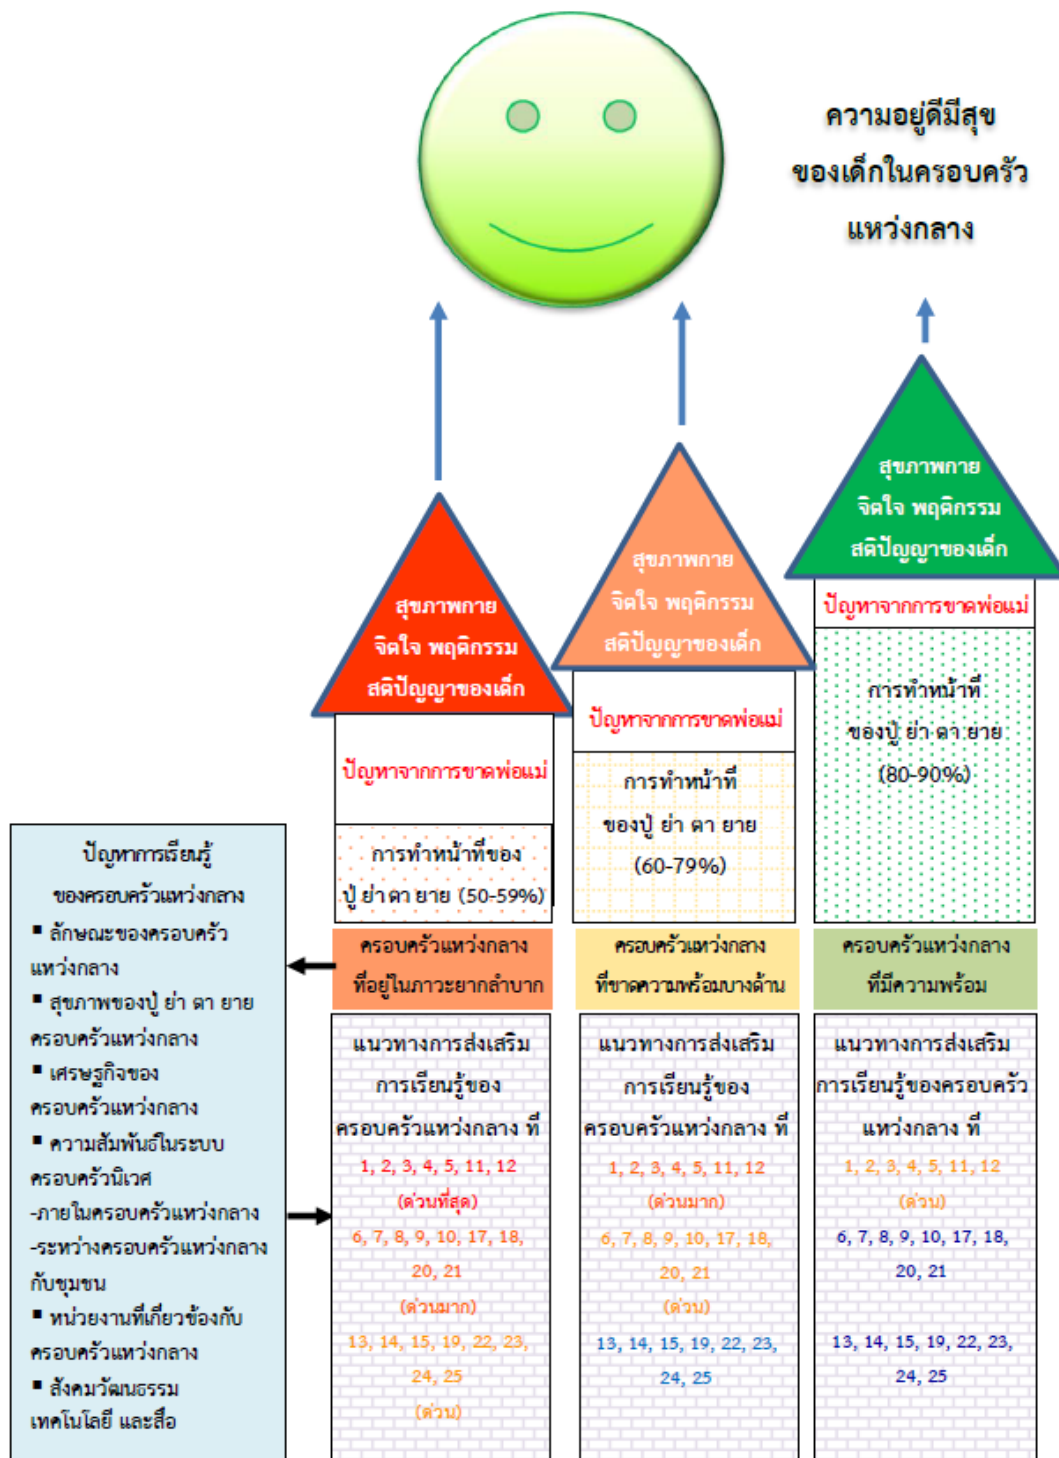 ความอยู่ดีมีสุข
ของเด็กในครอบครัว
แหว่งกลาง
สุขภาพกาย
จิตใจ พฤติกรรม
สติปัญญาของเด็ก
ปัญหาจากการขาดพ่อแม่
การทำหน้าที่ของ
ปู่ ย่า ตา ยาย (50-59%)
ครอบครัวแหว่งกลาง
ที่อยู่ในภาวะยากลำบาก
แนวทางการส่งเสริม
การเรียนรู้ของ
ครอบครัวแหว่งกลาง ที่
1, 2, 3, 4, 5, 11, 12
(ด่วนที่สุด)
6, 7, 8, 9, 10, 17, 18,
20, 21
(ด่วนมาก)
13, 14, 15, 19, 22, 23,
24, 25
(ด่วน)
สุขภาพกาย
จิตใจ พฤติกรรม
สติปัญญาของเด็ก
ปัญหาจากการขาดพ่อแม่
การทำหน้าที่
ของปู่ ย่า ตา ยาย
(60-79%)
ครอบครัวแหว่งกลาง
ที่ขาดความพร้อมบางด้าน
แนวทางการส่งเสริม
การเรียนรู้ของ
ครอบครัวแหว่งกลาง ที่
1, 2, 3, 4, 5, 11, 12
(ด่วนมาก)
6, 7, 8, 9, 10, 17, 18,
20, 21
(ด่วน)
13, 14, 15, 19, 22, 23,
24, 25
สุขภาพกาย
จิตใจ พฤติกรรม
สติปัญญาของเด็ก
ปัญหาจากการขาดพ่อแม่
การทำหน้าที่
ของปู่ ย่า ตา ยาย
(80-90%)
ครอบครัวแหว่งกลาง
ที่มีความพร้อม
แนวทางการส่งเสริม
การเรียนรู้ของครอบครัว
แหว่งกลาง ที่
1, 2, 3, 4, 5, 11, 12
(ด่วน)
6, 7, 8, 9, 10, 17, 18,
20, 21
13, 14, 15, 19, 22, 23,
24, 25
ปัญหาการเรียนรู้
ของครอบครัวแหว่งกลาง
▪ ลักษณะของครอบครัว
แหว่งกลาง
▪ สุขภาพของปู่ ย่า ตา ยาย
ครอบครัวแหว่งกลาง
▪ เศรษฐกิจของ
ครอบครัวแหว่งกลาง
▪ ความสัมพันธ์ในระบบ
ครอบครัวนิเวศ
-ภายในครอบครัวแหว่งกลาง
-ระหว่างครอบครัวแหว่งกลาง
กับชุมชน
▪ หน่วยงานที่เกี่ยวข้องกับ
ครอบครัวแหว่งกลาง
▪ สังคมวัฒนธรรม
เทคโนโลยี และสื่อ